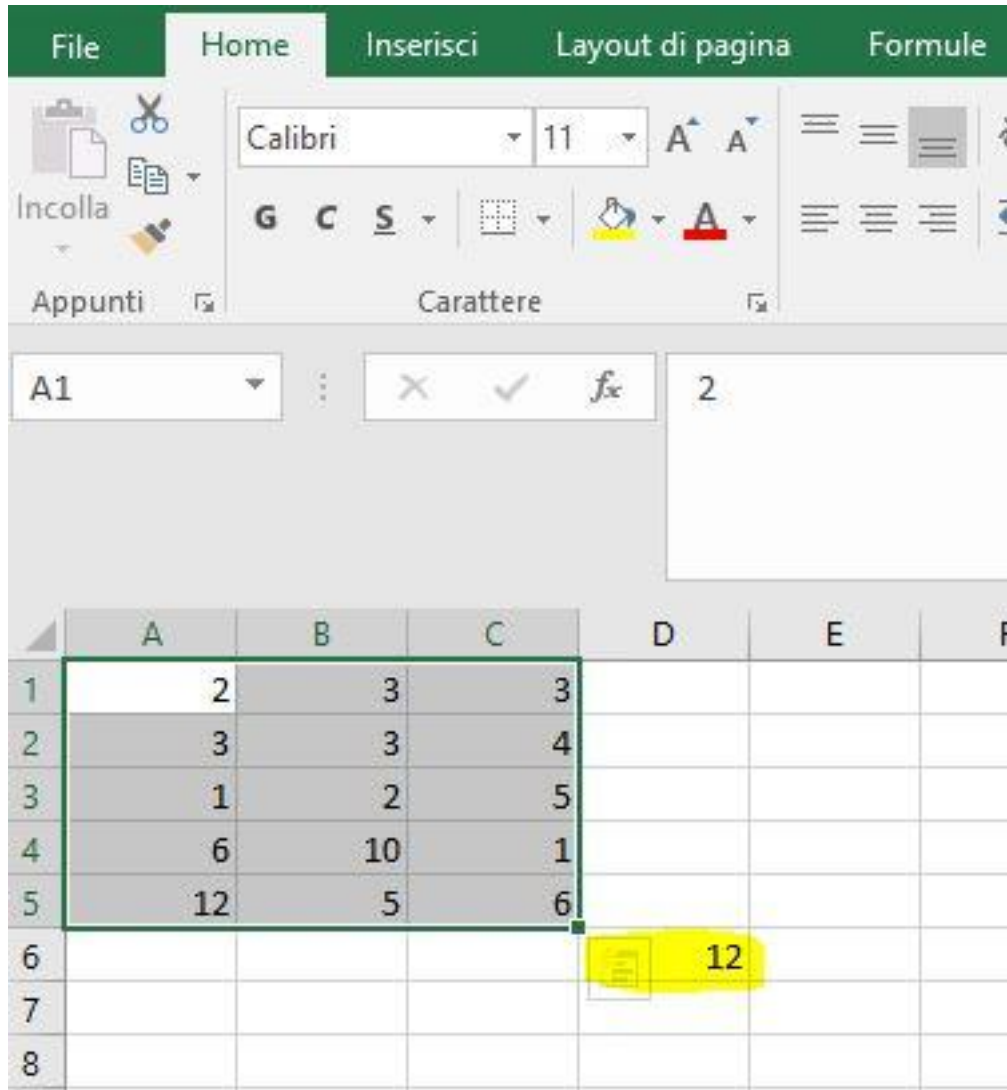 File Home Inserisci Layout di pagina Formule
Calibri 11 A A
Incolla
G C S A
Appunti Carattere
A1 fx 2
A B C D E
1 2 3 3
2 3 3 4
3 1 2 5
4 6 10 1
5 12 5 6
6 12
7
8